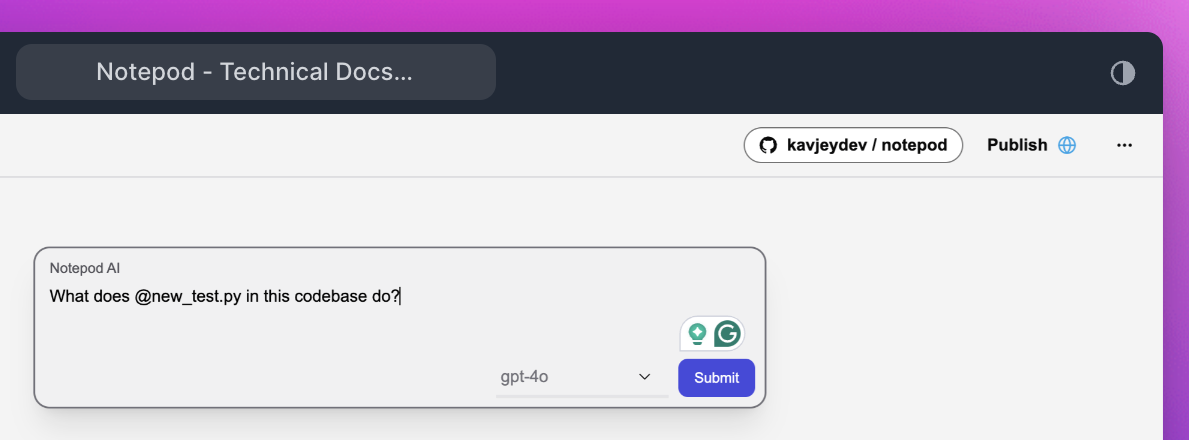 Notepod - Technical Docs...
kavjeydev / notepod
Publish
Notepod AI
What does @new_test.py in this codebase do?
gpt-4o
Submit